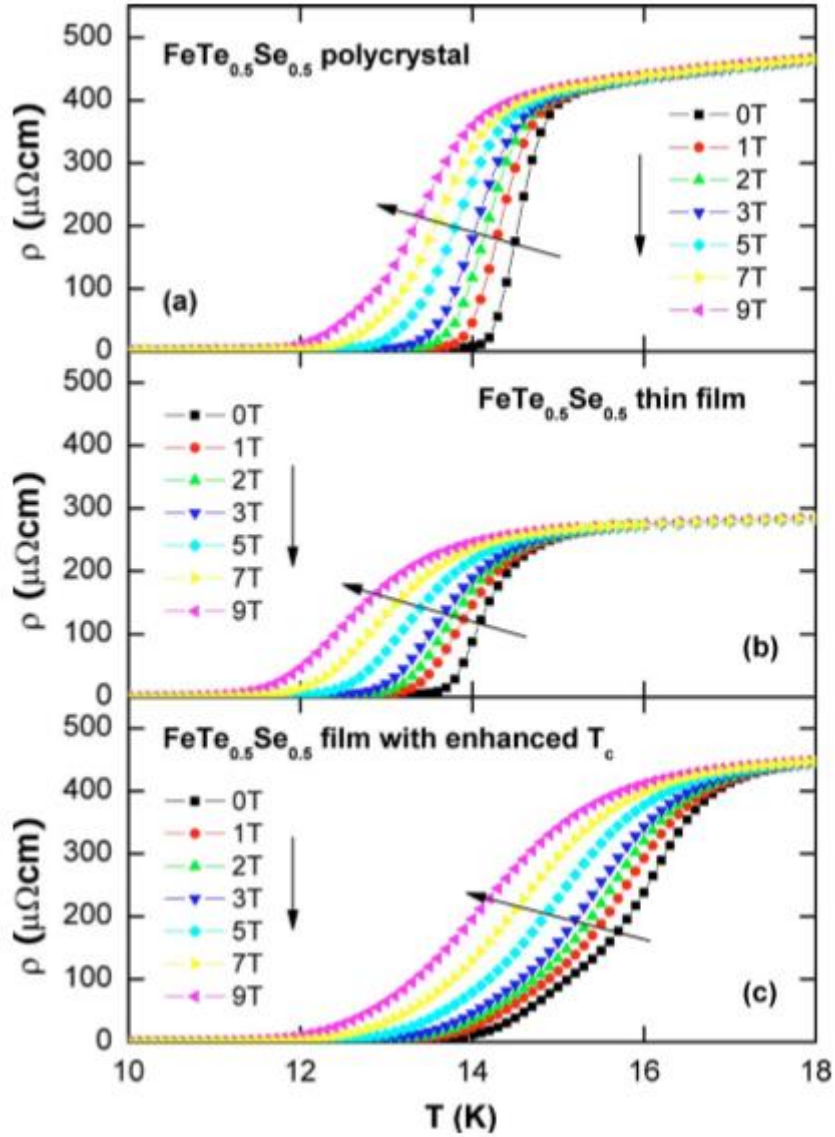 FeTe₀.₅Se₀.₅ polycrystal
0T
1T
2T
3T
5T
7T
9T
(a)
ρ (μΩcm)
500
400
300
200
100
0
FeTe₀.₅Se₀.₅ thin film
0T
1T
2T
3T
5T
7T
9T
(b)
ρ (μΩcm)
500
400
300
200
100
0
FeTe₀.₅Se₀.₅ film with enhanced T꜀
0T
1T
2T
3T
5T
7T
9T
(c)
ρ (μΩcm)
500
400
300
200
100
0
10 12 14 16 18
T (K)